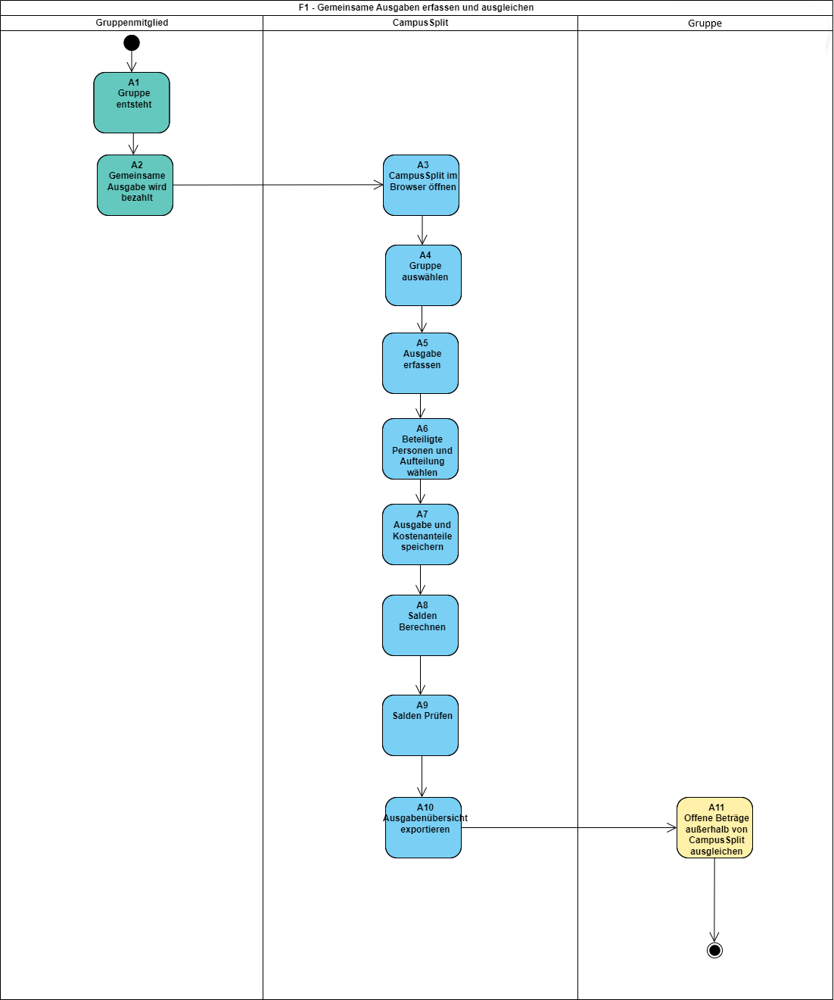 F1 - Gemeinsame Ausgaben erfassen und ausgleichen
Gruppenmitglied
CampusSplit
Gruppe
A1
Gruppe
entsteht
A2
Gemeinsame
Ausgabe wird
bezahlt
A3
CampusSplit im
Browser öffnen
A4
Gruppe
auswählen
A5
Ausgabe
erfassen
A6
Beteiligte
Personen und
Aufteilung
wählen
A7
Ausgabe und
Kostenanteile
speichern
A8
Salden
Berechnen
A9
Salden Prüfen
A10
Ausgabenübersicht
exportieren
A11
Offene Beträge
außerhalb von
CampusSplit
ausgleichen